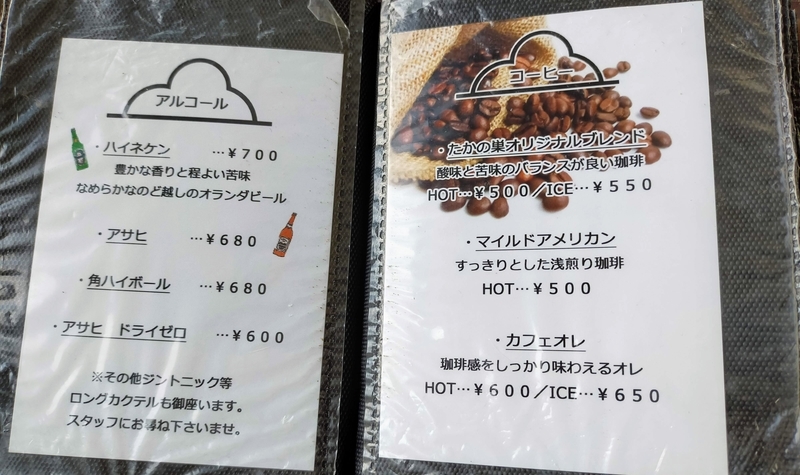 アルコール
・ハイネケン …￥７００
豊かな香りと程よい苦味
なめらかなのど越しのオランダビール
・アサヒ …￥６８０
・角ハイボール …￥６８０
・アサヒ　ドライゼロ …￥６００
※その他ジントニック等
ロングカクテルも御座います。
スタッフにお尋ね下さいませ。
コーヒー
・たかの巣オリジナルブレンド
酸味と苦味のバランスが良い珈琲
HOT…￥５００／ICE…￥５５０
・マイルドアメリカン
すっきりとした浅煎り珈琲
HOT…￥５００
・カフェオレ
珈琲感をしっかり味わえるオレ
HOT…￥６００／ICE…￥６５０